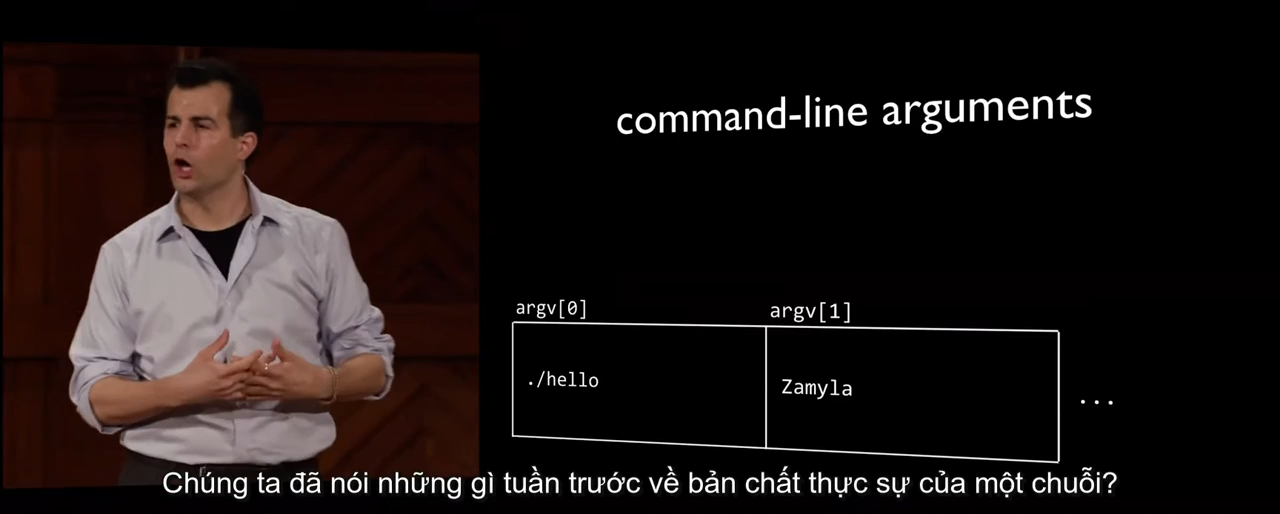 command-line arguments
argv[0] argv[1]
./hello Zamyla ...
Chúng ta đã nói những gì tuần trước về bản chất thực sự của một chuỗi?